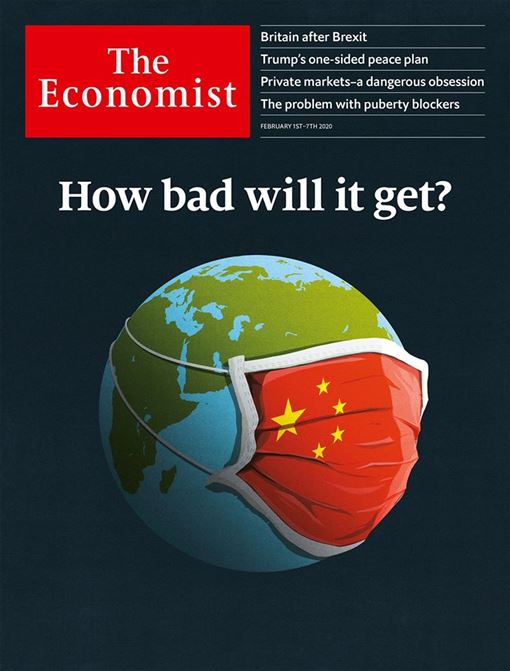 The
Economist
Britain after Brexit
Trump's one-sided peace plan
Private markets–a dangerous obsession
The problem with puberty blockers
FEBRUARY 1ST–7TH 2020
How bad will it get?